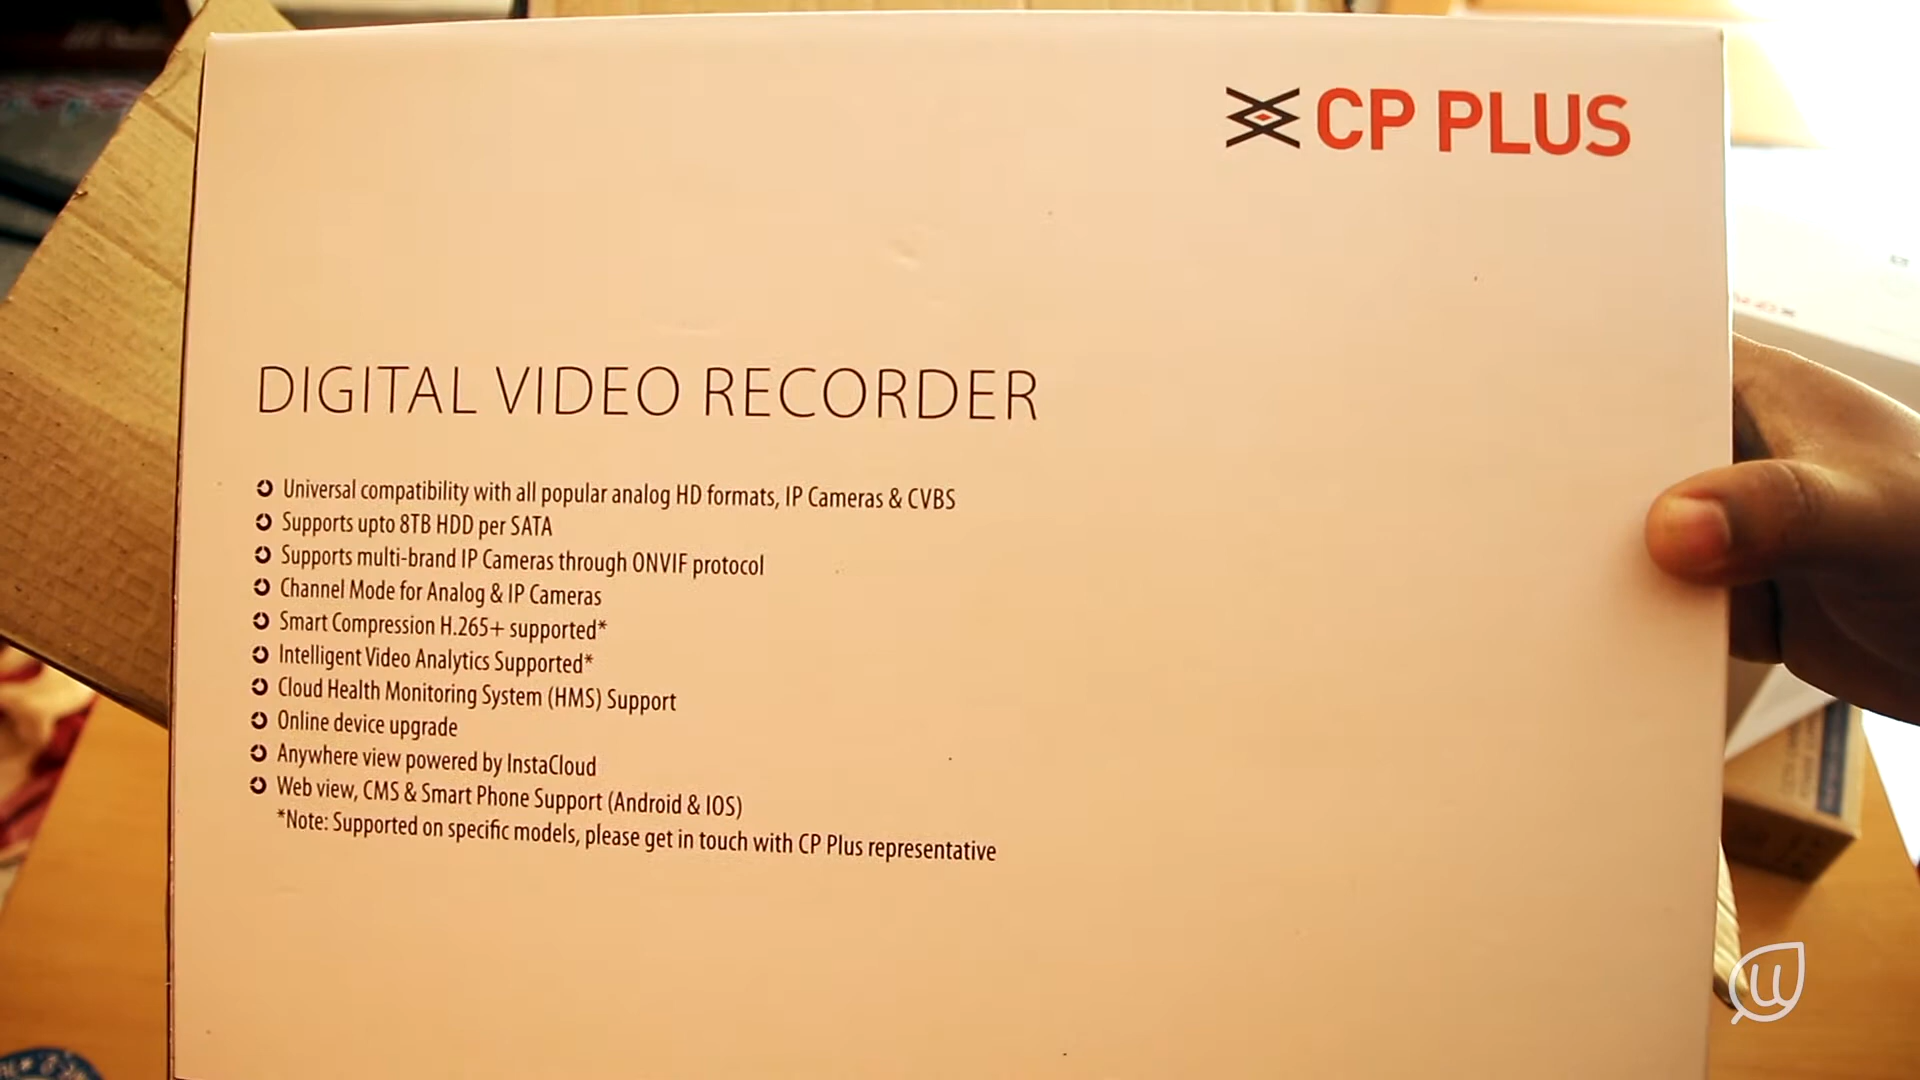 CP PLUS
DIGITAL VIDEO RECORDER
Universal compatibility with all popular analog HD formats, IP Cameras & CVBS
Supports upto 8TB HDD per SATA
Supports multi-brand IP Cameras through ONVIF protocol
Channel Mode for Analog & IP Cameras
Smart Compression H.265+ supported*
Intelligent Video Analytics Supported*
Cloud Health Monitoring System (HMS) Support
Online device upgrade
Anywhere view powered by InstaCloud
Web view, CMS & Smart Phone Support (Android & IOS)
*Note: Supported on specific models, please get in touch with CP Plus representative